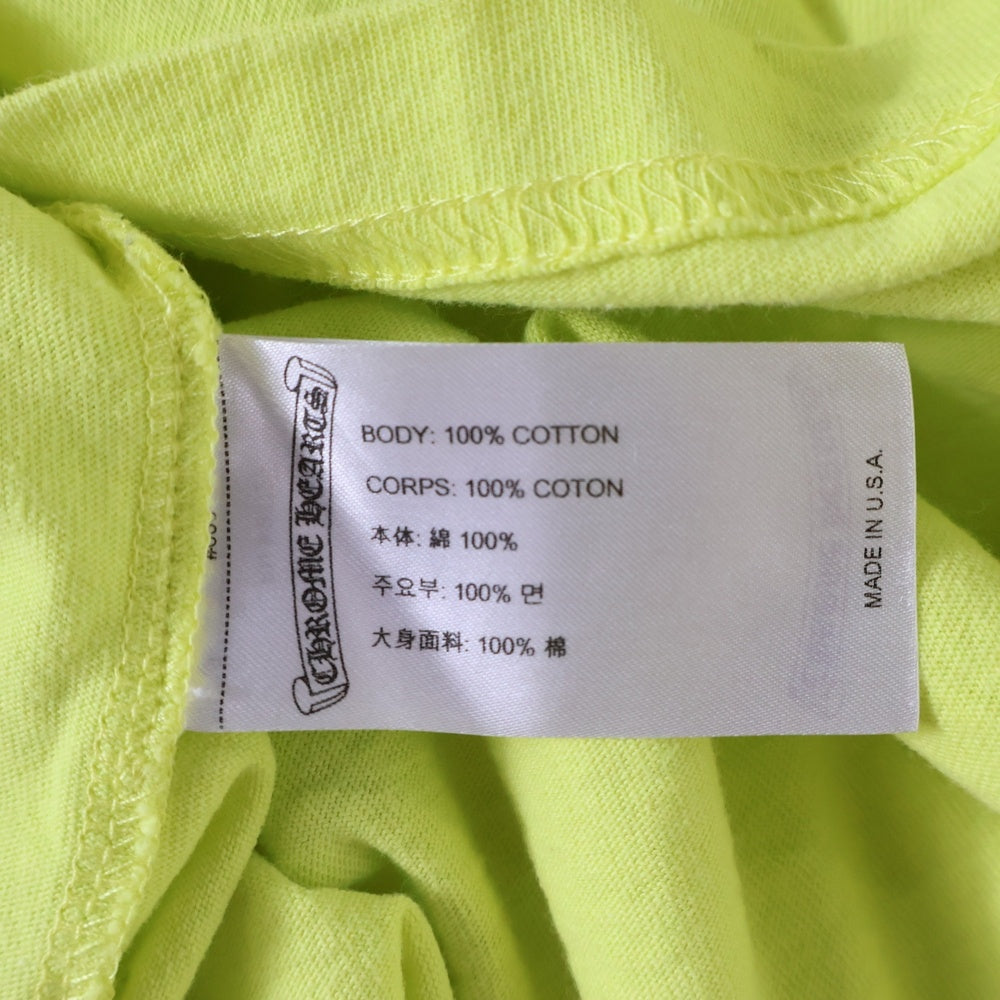 CHROME HEARTS
BODY: 100% COTTON
CORPS: 100% COTON
本体: 綿 100%
주요부: 100% 면
大身面料: 100% 棉
MADE IN U.S.A.